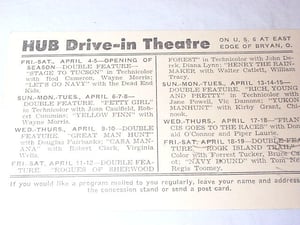 HUB Drive-in Theatre
ON U.S. 6 AT EAST
EDGE OF BRYAN, O.
FRI.-SAT., APRIL 4-5—OPENING OF
SEASON—DOUBLE FEATURE—
"STAGE TO TUCSON" in Technicolor
with Rod Cameron, Wayne Morris;
"LET'S GO NAVY" with the Dead End
Kids.
SUN.-MON.-TUES., APRIL 6-7-8—
DOUBLE FEATURE, "PETTY GIRL"
in Technicolor with Joan Caulfield, Robert
Cummings, "YELLOW FINN" with
Wayne Morris.
WED.-THURS., APRIL 9-10—DOUBLE
FEATURE, "GREAT MAN HUNT"
with Douglas Fairbanks; "CASA MAN-
ANA" with Robert Clark, Virginia
Wells.
FRI.-SAT., APRIL 11-12—DOUBLE FEA-
TURE, "ROGUES OF SHERWOOD
FOREST" in Technicolor with John De-
rek, Diana Lynn; "HENRY THE RAIN-
MAKER, with Walter Catlett, William
Tracy.
SUN.-MON.-TUES., APRIL 13-14-15—
DOUBLE FEATURE, "RICH, YOUNG
AND PRETTY" in Technicolor with
Jane Powell, Vic Damone; "YUKON
MANHUNT" with Kirby Grant, Chi-
nook.
WED.-THURS., APRIL 17—"FRAN-
CIS GOES TO THE RACES" with Don-
ald O'Connor and Piper Laurie.
FRI.-SAT., APRIL 18-19—DOUBLE FEA-
TURE, "ROCK ISLAND TRAIL"
Color with Forrest Tucker, Bruce
"NAVY BOUND" with Tom
Regis Toomey.
If you would like a program mailed to you regularly, leave your name and address
the concession stand or send a post card.